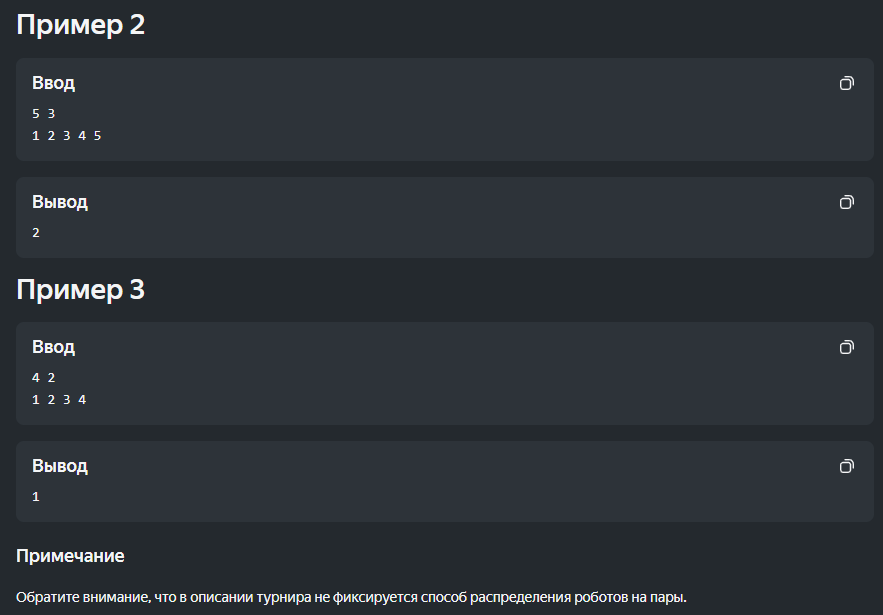 Пример 2
Ввод
5 3
1 2 3 4 5
Вывод
2
Пример 3
Ввод
4 2
1 2 3 4
Вывод
1
Примечание
Обратите внимание, что в описании турнира не фиксируется способ распределения роботов на пары.